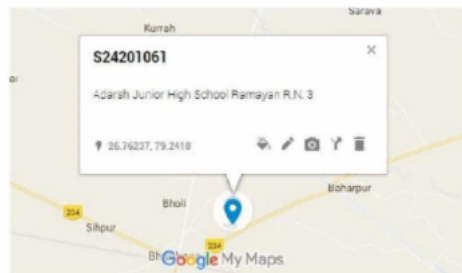 Sarava
Kurrah
S24201061
Adarsh Junior High School Ramayan R.N. 3
26.76237, 79.2418
Baharpur
Bholi
234
Sihpur
234
Google My Maps